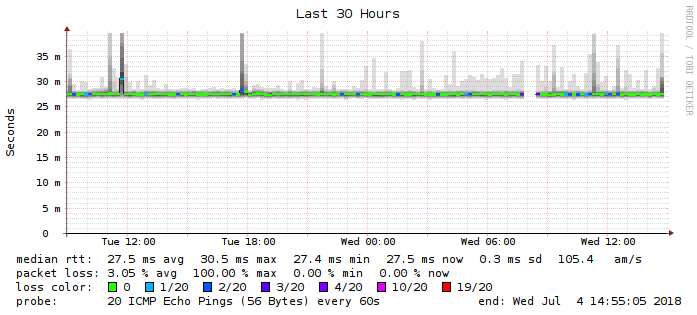 Last 30 Hours
RRDTOOL / TOBI OETIKER
Seconds
35 m
30 m
25 m
20 m
15 m
10 m
5 m
0
Tue 12:00 Tue 18:00 Wed 00:00 Wed 06:00 Wed 12:00
median rtt: 27.5 ms avg 30.5 ms max 27.4 ms min 27.5 ms now 0.3 ms sd 105.4 am/s
packet loss: 3.05 % avg 100.00 % max 0.00 % min 0.00 % now
loss color: 0 1/20 2/20 3/20 4/20 10/20 19/20
probe: 20 ICMP Echo Pings (56 Bytes) every 60s end: Wed Jul 4 14:55:05 2018